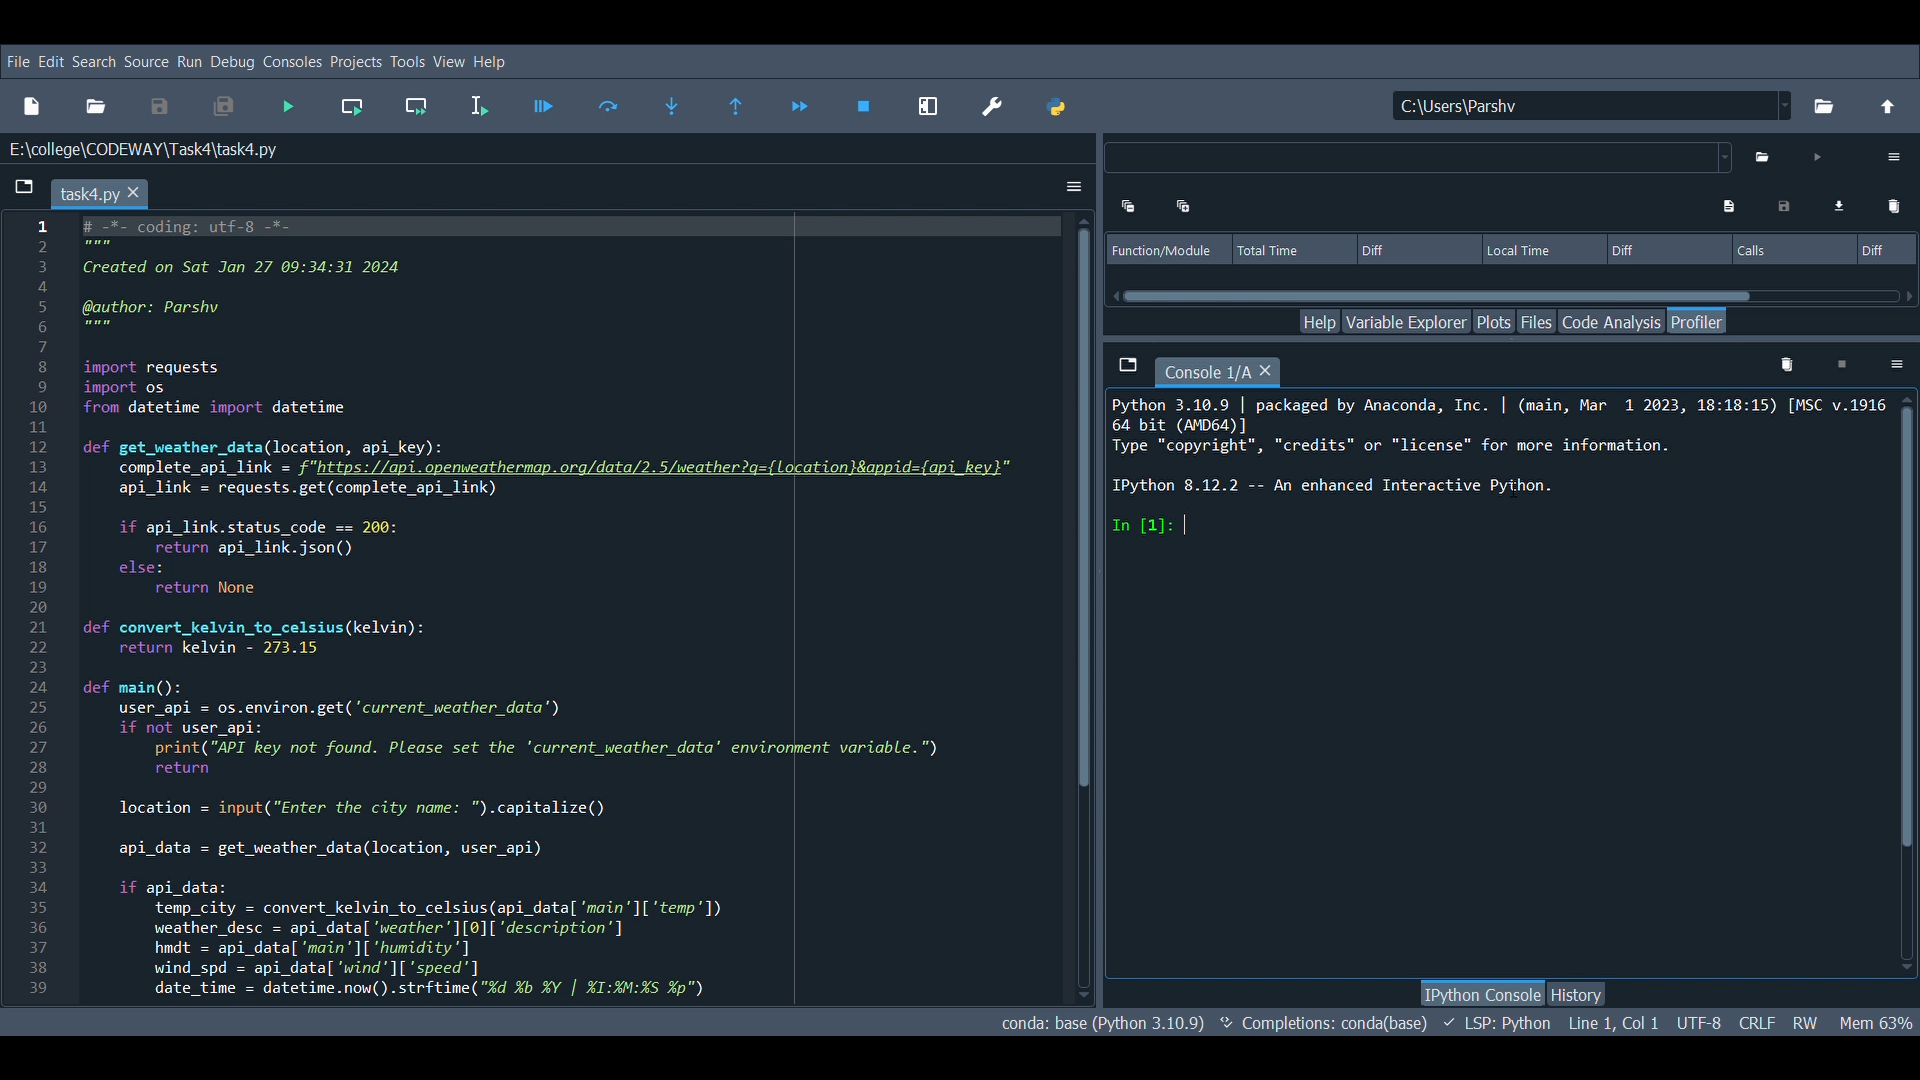 File Edit Search Source Run Debug Consoles Projects Tools View Help
C:\Users\Parshv
E:\college\CODEWAY\Task4\task4.py
task4.py
1 # -*- coding: utf-8 -*-
2 """
3 Created on Sat Jan 27 09:34:31 2024
4
5 @author: Parshv
6 """
7
8 import requests
9 import os
10 from datetime import datetime
11
12 def get_weather_data(location, api_key):
13     complete_api_link = f"https://api.openweathermap.org/data/2.5/weather?q={location}&appid={api_key}"
14     api_link = requests.get(complete_api_link)
15
16     if api_link.status_code == 200:
17         return api_link.json()
18     else:
19         return None
20
21 def convert_kelvin_to_celsius(kelvin):
22     return kelvin - 273.15
23
24 def main():
25     user_api = os.environ.get('current_weather_data')
26     if not user_api:
27         print("API key not found. Please set the 'current_weather_data' environment variable.")
28         return
29
30     location = input("Enter the city name: ").capitalize()
31
32     api_data = get_weather_data(location, user_api)
33
34     if api_data:
35         temp_city = convert_kelvin_to_celsius(api_data['main']['temp'])
36         weather_desc = api_data['weather'][0]['description']
37         hmdt = api_data['main']['humidity']
38         wind_spd = api_data['wind']['speed']
39         date_time = datetime.now().strftime("%d %b %Y | %I:%M:%S %p")
Function/Module Total Time Diff Local Time Diff Calls Diff
Help Variable Explorer Plots Files Code Analysis Profiler
Console 1/A
Python 3.10.9 | packaged by Anaconda, Inc. | (main, Mar  1 2023, 18:18:15) [MSC v.1916
64 bit (AMD64)]
Type "copyright", "credits" or "license" for more information.
IPython 8.12.2 -- An enhanced Interactive Python.
In [1]:
IPython Console History
conda: base (Python 3.10.9) Completions: conda(base) LSP: Python Line 1, Col 1 UTF-8 CRLF RW Mem 63%